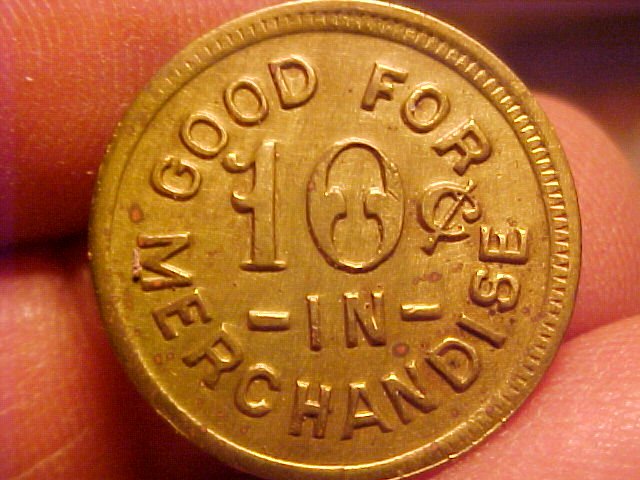 GOOD FOR
10¢
- IN -
MERCHANDISE